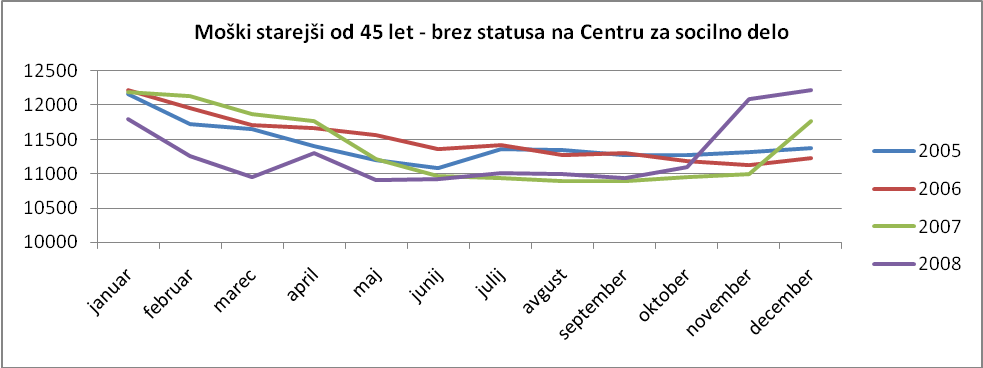 Moški starejši od 45 let - brez statusa na Centru za socilno delo
12500
12000
11500
11000
10500
10000
januar
februar
marec
april
maj
junij
julij
avgust
september
oktober
november
december
2005
2006
2007
2008